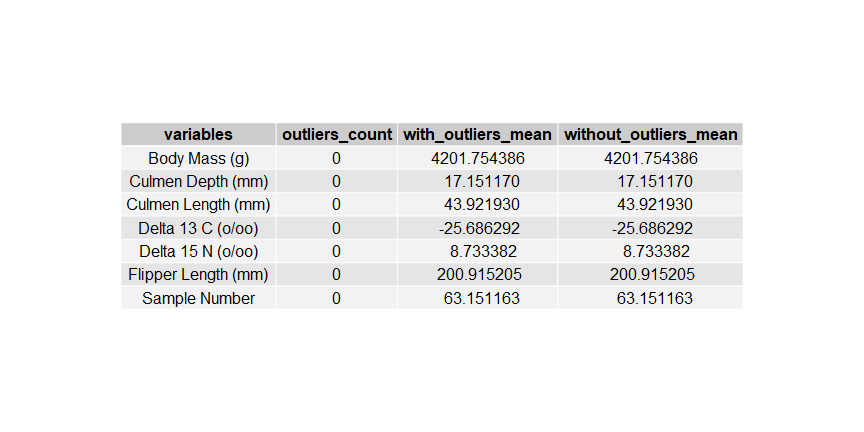 variables outliers_count with_outliers_mean without_outliers_mean
Body Mass (g) 0 4201.754386 4201.754386
Culmen Depth (mm) 0 17.151170 17.151170
Culmen Length (mm) 0 43.921930 43.921930
Delta 13 C (o/oo) 0 -25.686292 -25.686292
Delta 15 N (o/oo) 0 8.733382 8.733382
Flipper Length (mm) 0 200.915205 200.915205
Sample Number 0 63.151163 63.151163